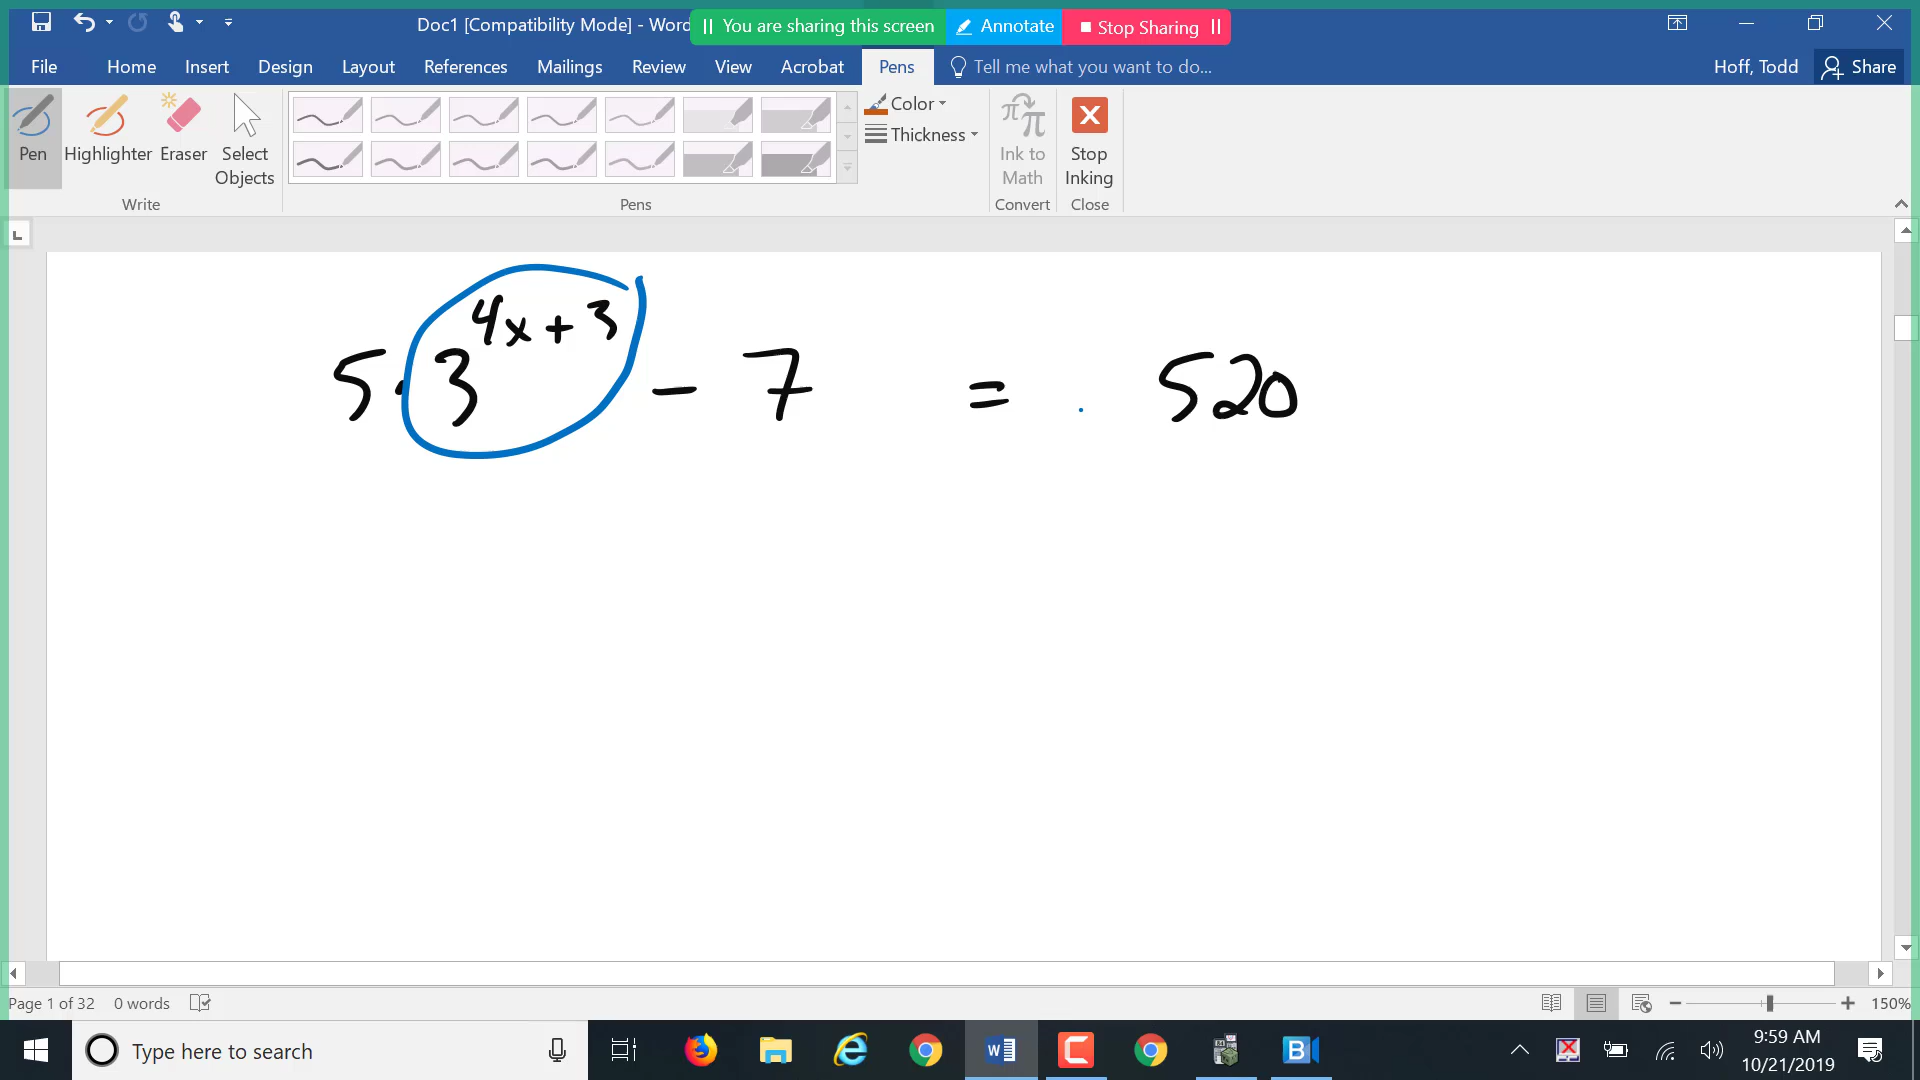 Doc1 [Compatibility Mode] - Word
You are sharing this screen
Annotate
Stop Sharing
File Home Insert Design Layout References Mailings Review View Acrobat Pens Tell me what you want to do... Hoff, Todd Share
Pen Highlighter Eraser Select Objects
Color
Thickness
Ink to Math
Stop Inking
Write Pens Convert Close
5·3^{4x+3} - 7 = 520
Page 1 of 32 0 words 150%
Type here to search
9:59 AM
10/21/2019